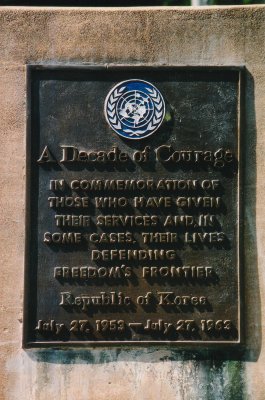 A Decade of Courage
IN COMMEMORATION OF
THOSE WHO HAVE GIVEN
THEIR SERVICES AND, IN
SOME CASES, THEIR LIVES
DEFENDING
FREEDOM'S FRONTIER
Republic of Korea
July 27, 1953 — July 27, 1963